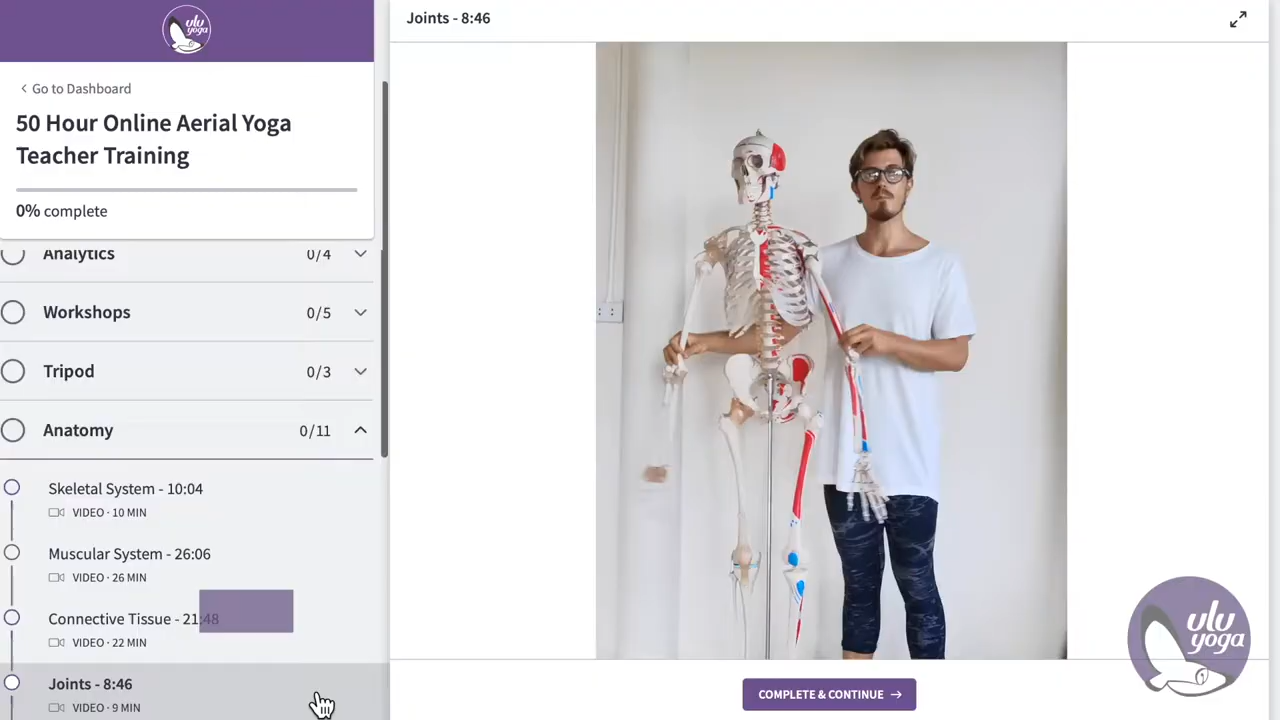 ulu
yoga
Go to Dashboard
50 Hour Online Aerial Yoga
Teacher Training
0% complete
Analytics 0/4
Workshops 0/5
Tripod 0/3
Anatomy 0/11
Skeletal System - 10:04
VIDEO · 10 MIN
Muscular System - 26:06
VIDEO · 26 MIN
Connective Tissue - 21:48
VIDEO · 22 MIN
Joints - 8:46
VIDEO · 9 MIN
Joints - 8:46
COMPLETE & CONTINUE →
ulu
yoga